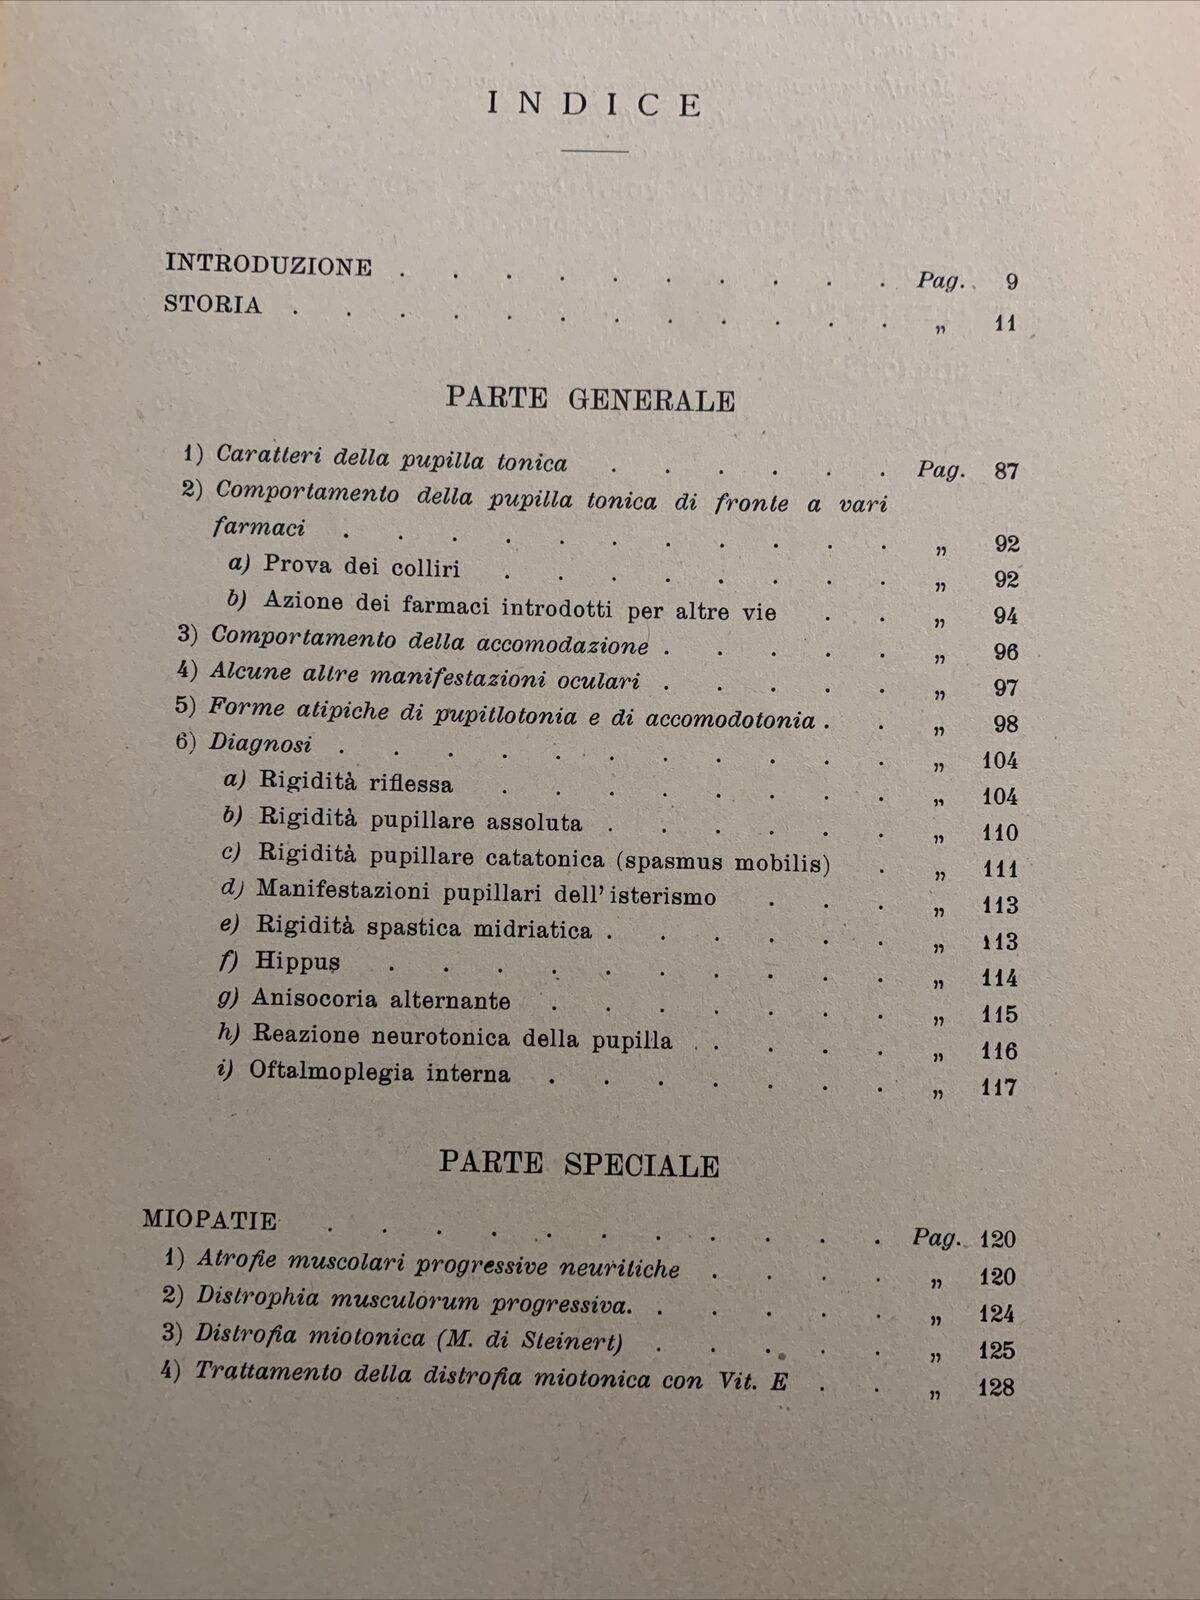 INDICE
INTRODUZIONE . . . . . . . . . . Pag. 9
STORIA . . . . . . . . . . . . „ 11
PARTE GENERALE
1) Caratteri della pupilla tonica . . . . . . Pag. 87
2) Comportamento della pupilla tonica di fronte a vari
farmaci . . . . . . . . . . . „ 92
a) Prova dei colliri . . . . . . . . „ 92
b) Azione dei farmaci introdotti per altre vie . . „ 94
3) Comportamento della accomodazione . . . . . „ 96
4) Alcune altre manifestazioni oculari . . . . . „ 97
5) Forme atipiche di pupitlotonia e di accomodotonia . . „ 98
6) Diagnosi . . . . . . . . . . . „ 104
a) Rigidità riflessa . . . . . . . . „ 104
b) Rigidità pupillare assoluta . . . . . . „ 110
c) Rigidità pupillare catatonica (spasmus mobilis) . „ 111
d) Manifestazioni pupillari dell' isterismo . . . „ 113
e) Rigidità spastica midriatica . . . . . . „ 113
f) Hippus . . . . . . . . . . „ 114
g) Anisocoria alternante . . . . . . . „ 115
h) Reazione neurotonica della pupilla . . . . . „ 116
i) Oftalmoplegia interna . . . . . . . „ 117
PARTE SPECIALE
MIOPATIE . . . . . . . . . . . Pag. 120
1) Atrofie muscolari progressive neuritiche . . . . „ 120
2) Distrophia musculorum progressiva. . . . . . „ 124
3) Distrofia miotonica (M. di Steinert) . . . . . „ 125
4) Trattamento della distrofia miotonica con Vit. E . . „ 128